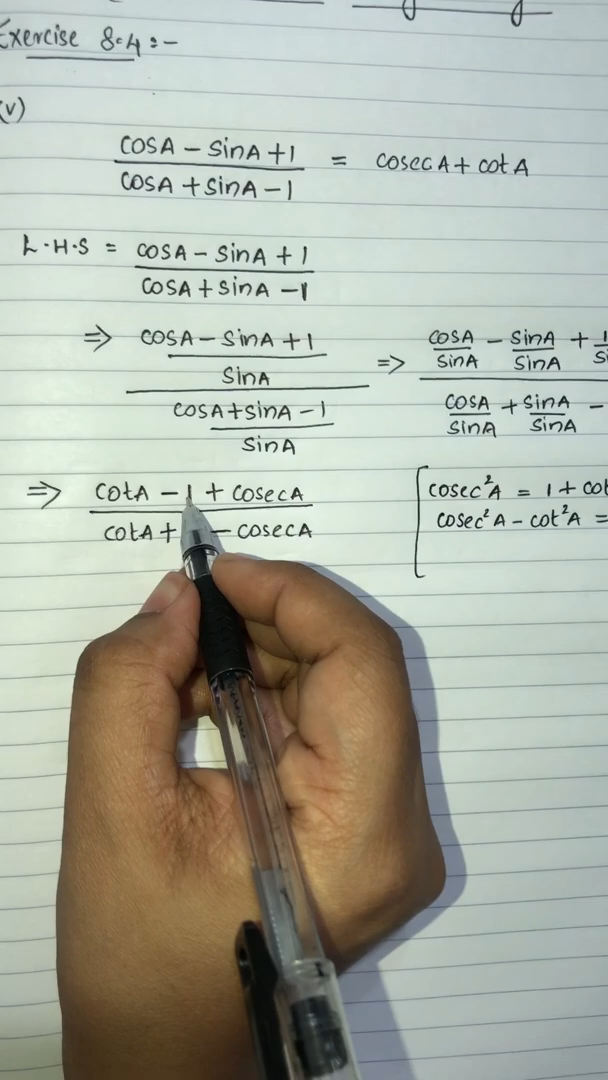 Exercise 8.4:-
(v)
cosA - sinA + 1 / cosA + sinA - 1 = cosecA + cotA
L.H.S = cosA - sinA + 1 / cosA + sinA - 1
⇒ (cosA - sinA + 1 / sinA) / (cosA + sinA - 1 / sinA) ⇒ (cosA/sinA - sinA/sinA + 1/) / (cosA/sinA + sinA/sinA -
⇒ cotA - 1 + cosecA / cotA + - cosecA
cosec²A = 1 + cot
cosec²A - cot²A =